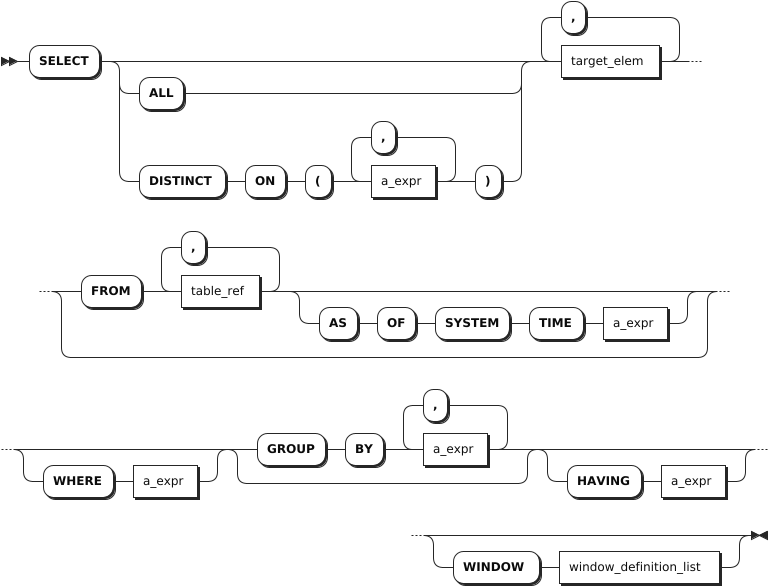 ,
SELECT target_elem
ALL
,
DISTINCT ON ( a_expr )
,
FROM table_ref
AS OF SYSTEM TIME a_expr
,
GROUP BY a_expr
WHERE a_expr HAVING a_expr
WINDOW window_definition_list